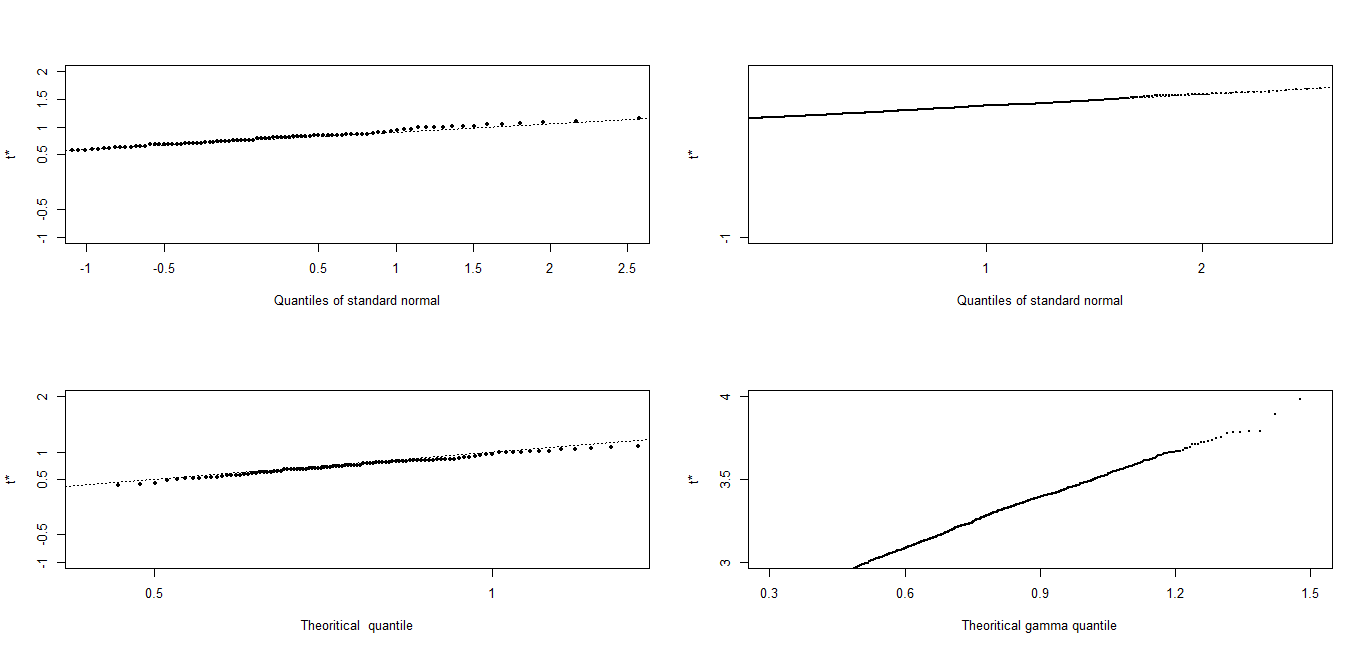 2
1.5
1
0.5
-0.5
-1
t*
-1 -0.5 0.5 1 1.5 2 2.5
Quantiles of standard normal
-1
t*
1 2
Quantiles of standard normal
2
1
0.5
-0.5
-1
t*
0.5 1
Theoritical quantile
4
3.5
3
t*
0.3 0.6 0.9 1.2 1.5
Theoritical gamma quantile